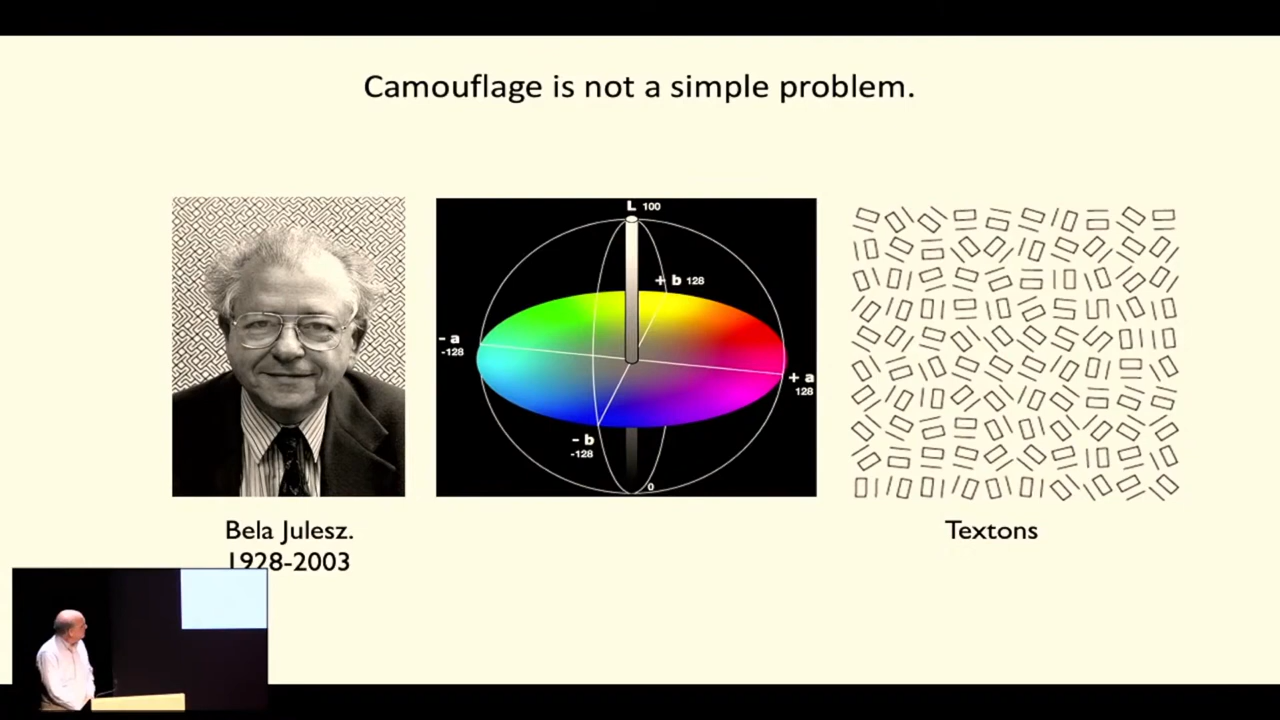 Camouflage is not a simple problem.
L 100
+ b 128
- a
-128
+ a
128
- b
-128
0
Bela Julesz.
1928-2003
Textons